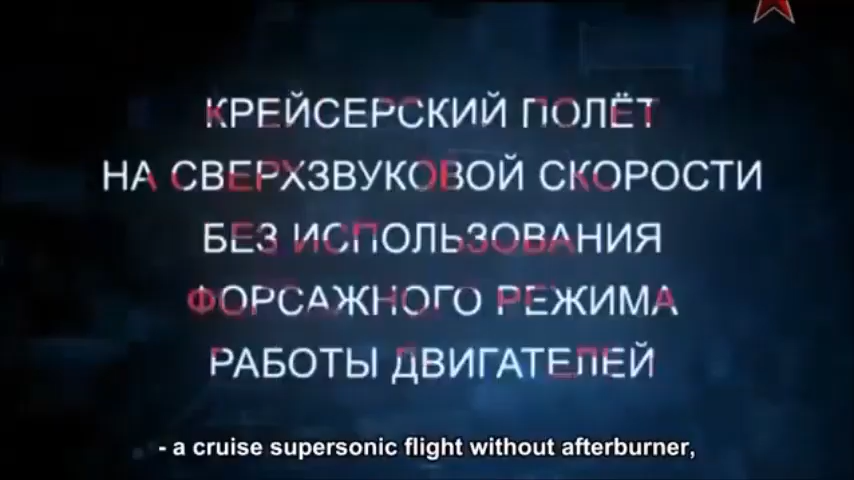 КРЕЙСЕРСКИЙ ПОЛЁТ
НА СВЕРХЗВУКОВОЙ СКОРОСТИ
БЕЗ ИСПОЛЬЗОВАНИЯ
ФОРСАЖНОГО РЕЖИМА
РАБОТЫ ДВИГАТЕЛЕЙ
- a cruise supersonic flight without afterburner,